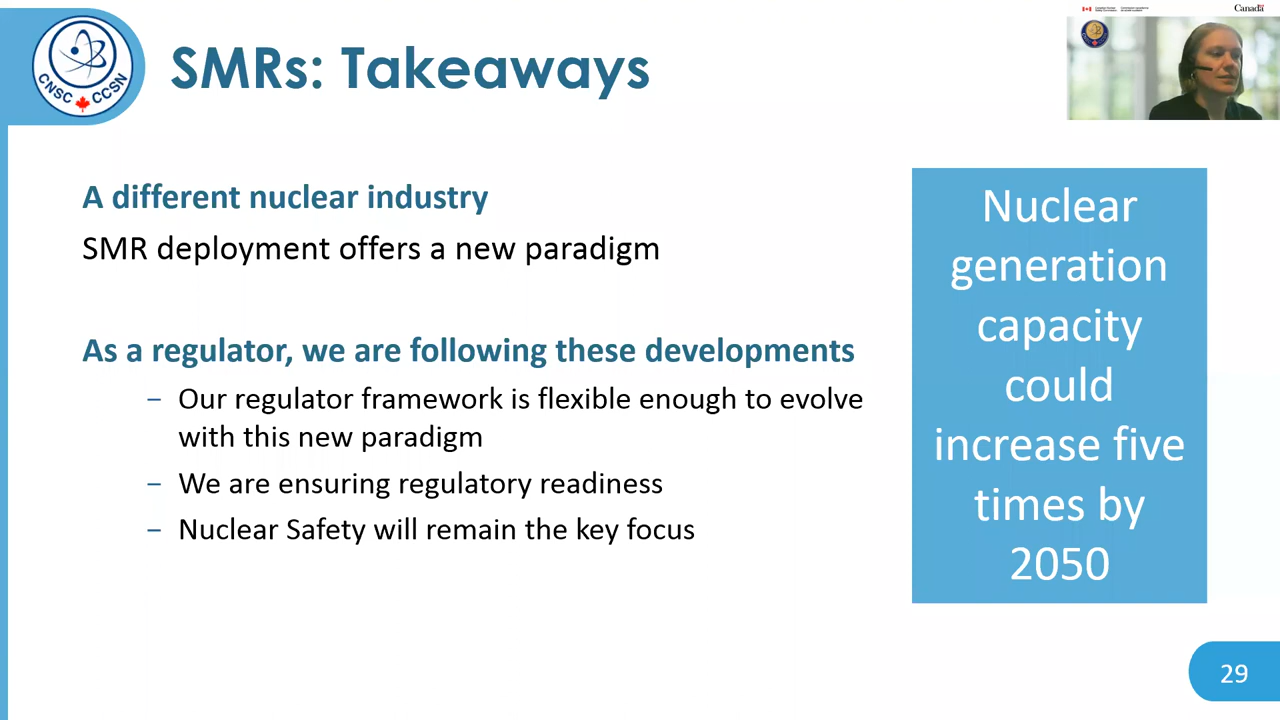 SMRs: Takeaways
CNSC CCSN
Canada
A different nuclear industry
SMR deployment offers a new paradigm
As a regulator, we are following these developments
– Our regulator framework is flexible enough to evolve
with this new paradigm
– We are ensuring regulatory readiness
– Nuclear Safety will remain the key focus
Nuclear
generation
capacity
could
increase five
times by
2050
29